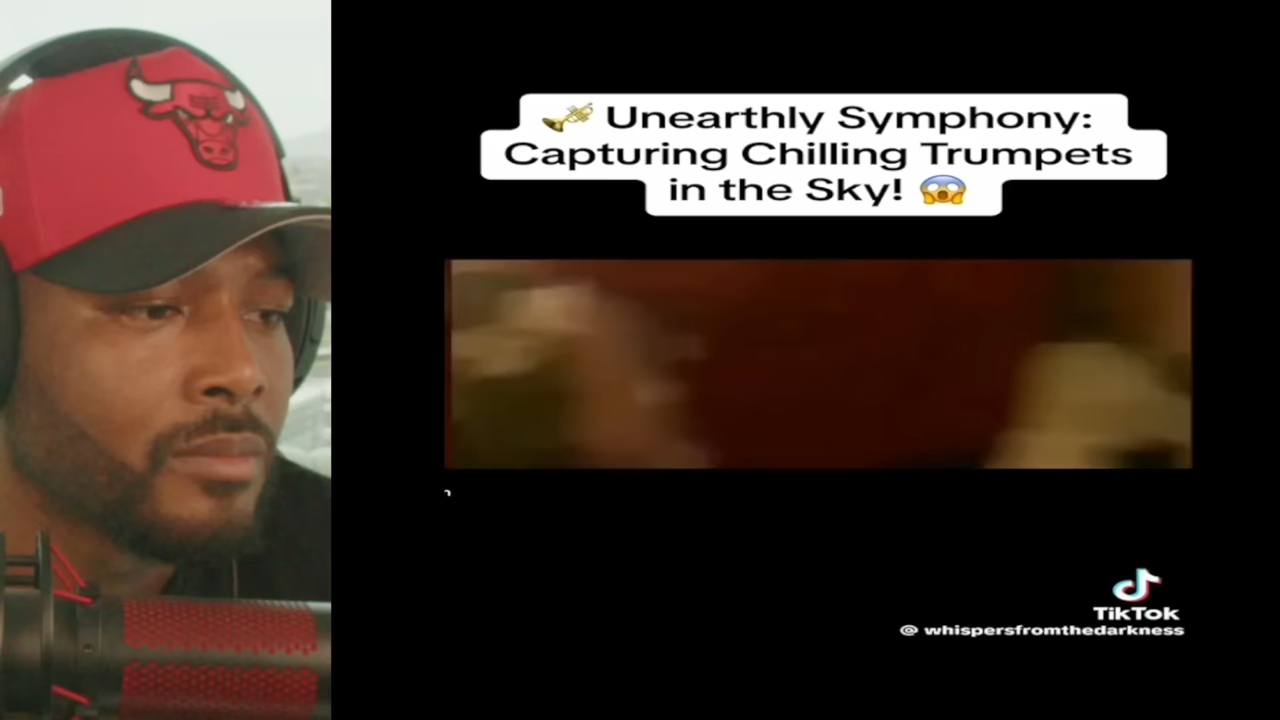 🎺 Unearthly Symphony:
Capturing Chilling Trumpets
in the Sky! 😱
TikTok
@ whispersfromthedarkness